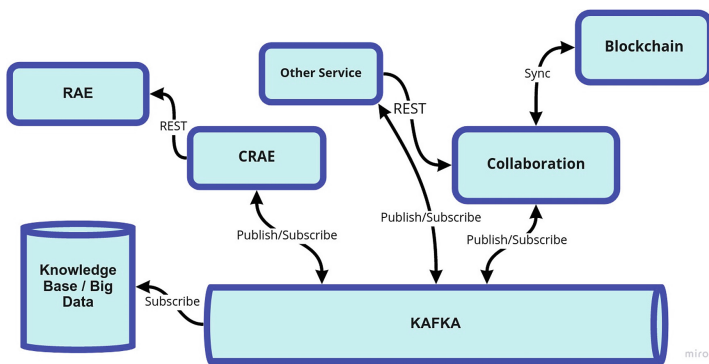 Blockchain
Other Service
Sync
RAE
REST
REST
CRAE
Collaboration
Publish/Subscribe
Publish/Subscribe
Publish/Subscribe
Knowledge
Base / Big
Data
Subscribe
KAFKA
miro